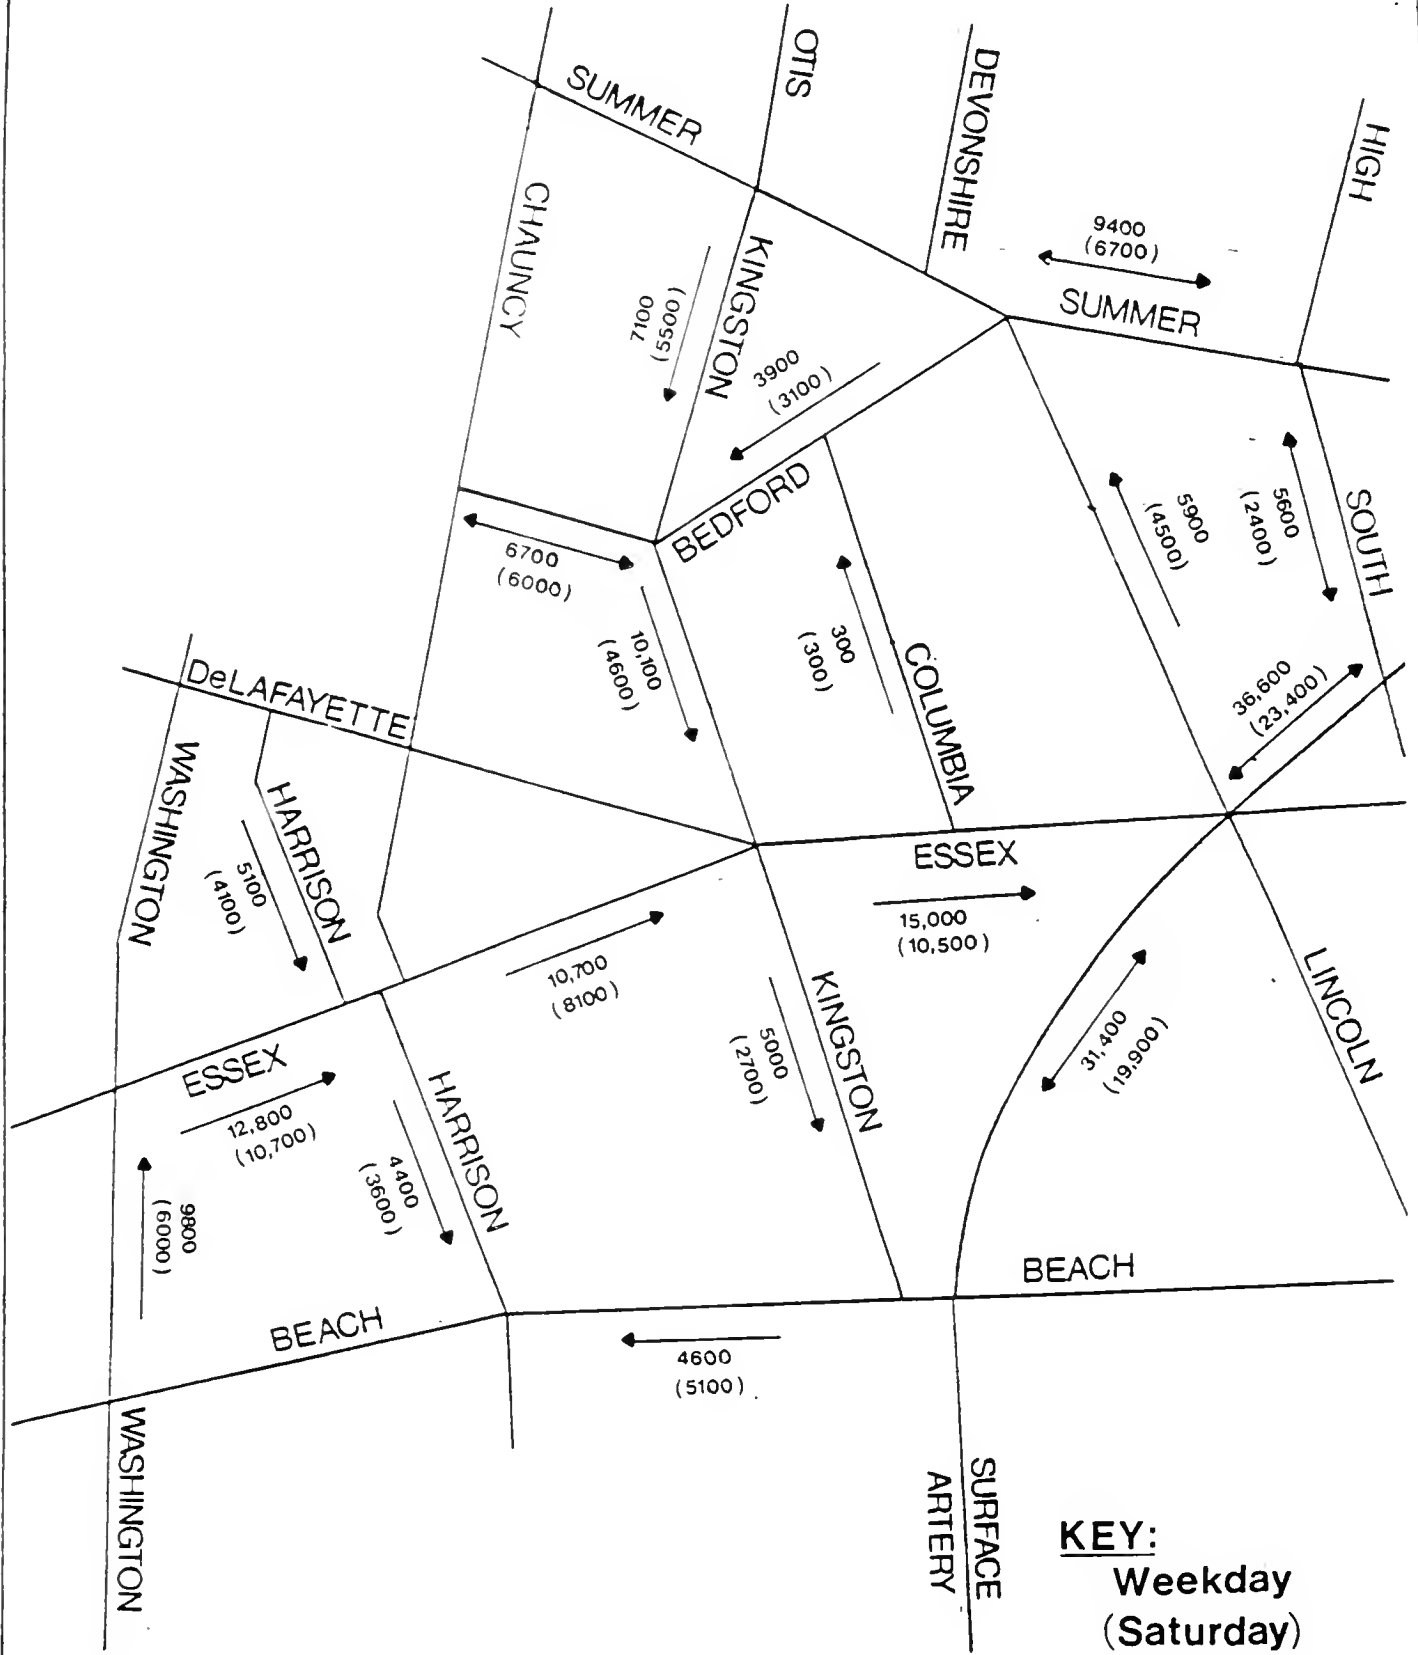 OTIS
SUMMER
DEVONSHIRE
HIGH
CHAUNCY
9400
(6700)
KINGSTON
7100
(5500)
SUMMER
3900
(3100)
BEDFORD
5900
(4500)
5600
(2400)
SOUTH
6700
(6000)
10,100
(4600)
300
(300)
COLUMBIA
36,600
(23,400)
DeLAFAYETTE
WASHINGTON
HARRISON
5100
(4100)
ESSEX
15,000
(10,500)
10,700
(8100)
LINCOLN
KINGSTON
5000
(2700)
31,400
(19,900)
ESSEX
12,800
(10,700)
HARRISON
4400
(3600)
9800
(6000)
BEACH
BEACH
4600
(5100)
WASHINGTON
SURFACE
ARTERY
KEY:
Weekday
(Saturday)